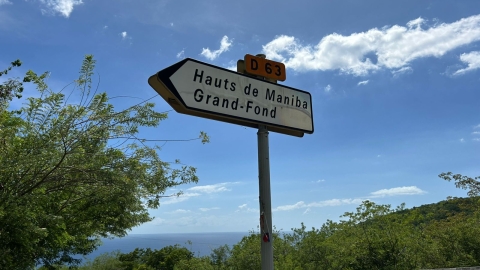 D 63
Hauts de Maniba
Grand-Fond